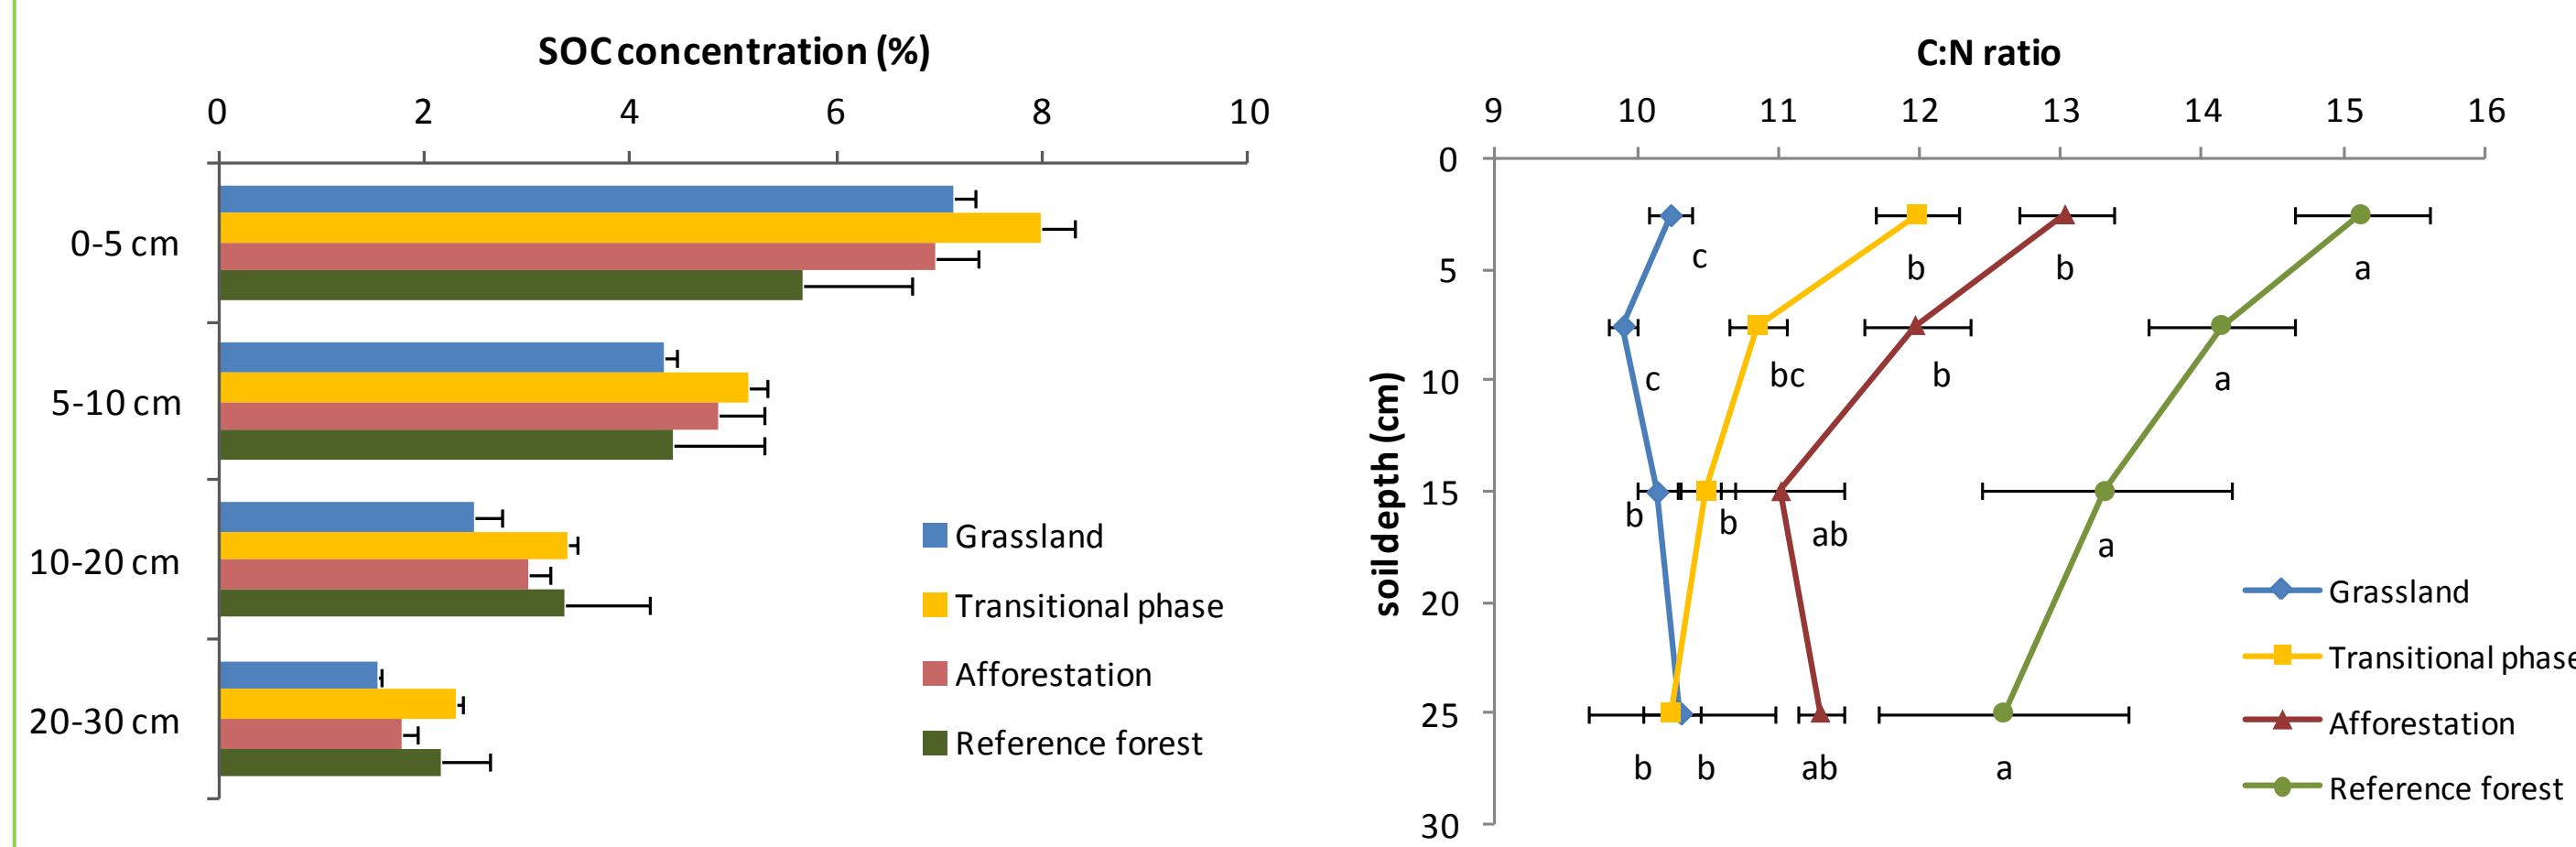 SOC concentration (%)
0 2 4 6 8 10
0-5 cm
5-10 cm
10-20 cm
20-30 cm
Grassland
Transitional phase
Afforestation
Reference forest
C:N ratio
9 10 11 12 13 14 15 16
soil depth (cm)
0
5
10
15
20
25
30
c b b a
c bc b a
b b ab a
b b ab a
Grassland
Transitional phase
Afforestation
Reference forest